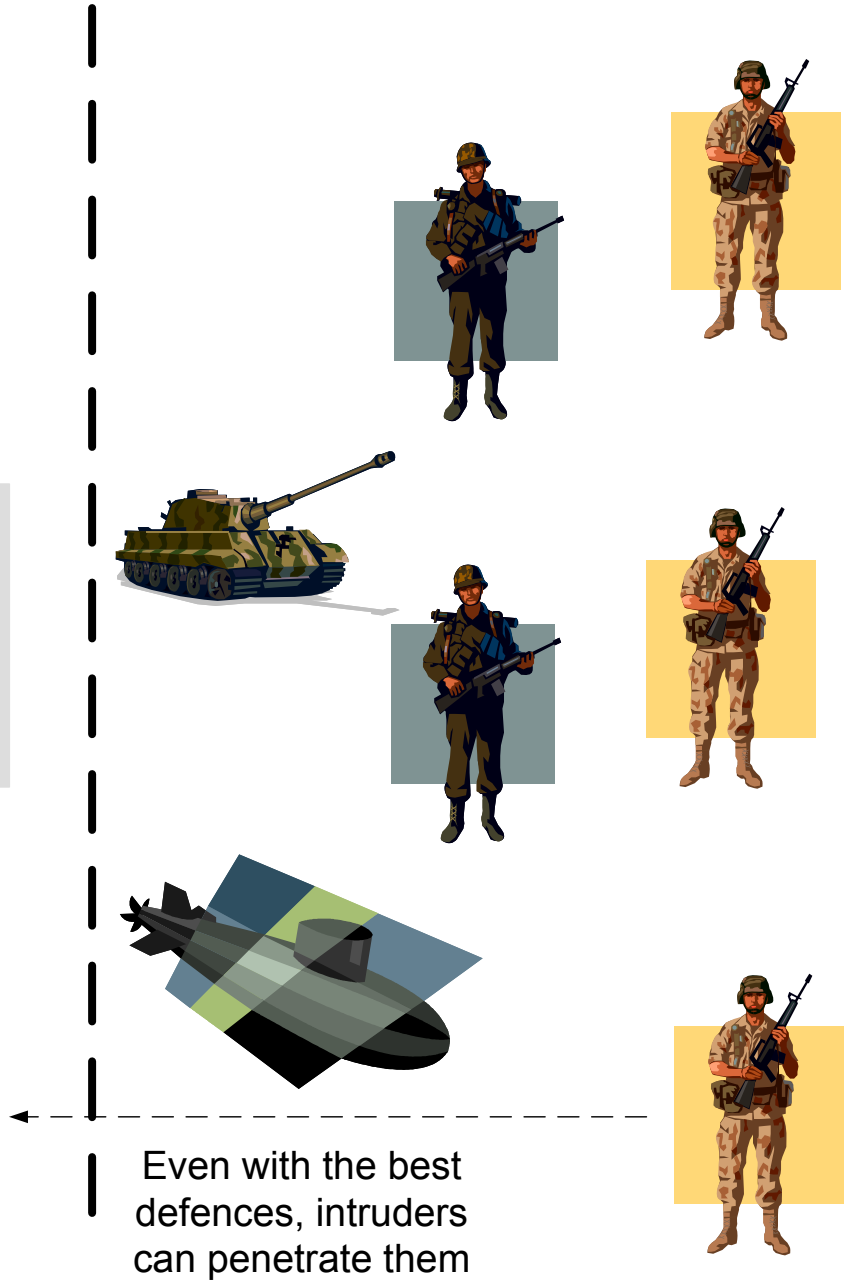 Even with the best
defences, intruders
can penetrate them